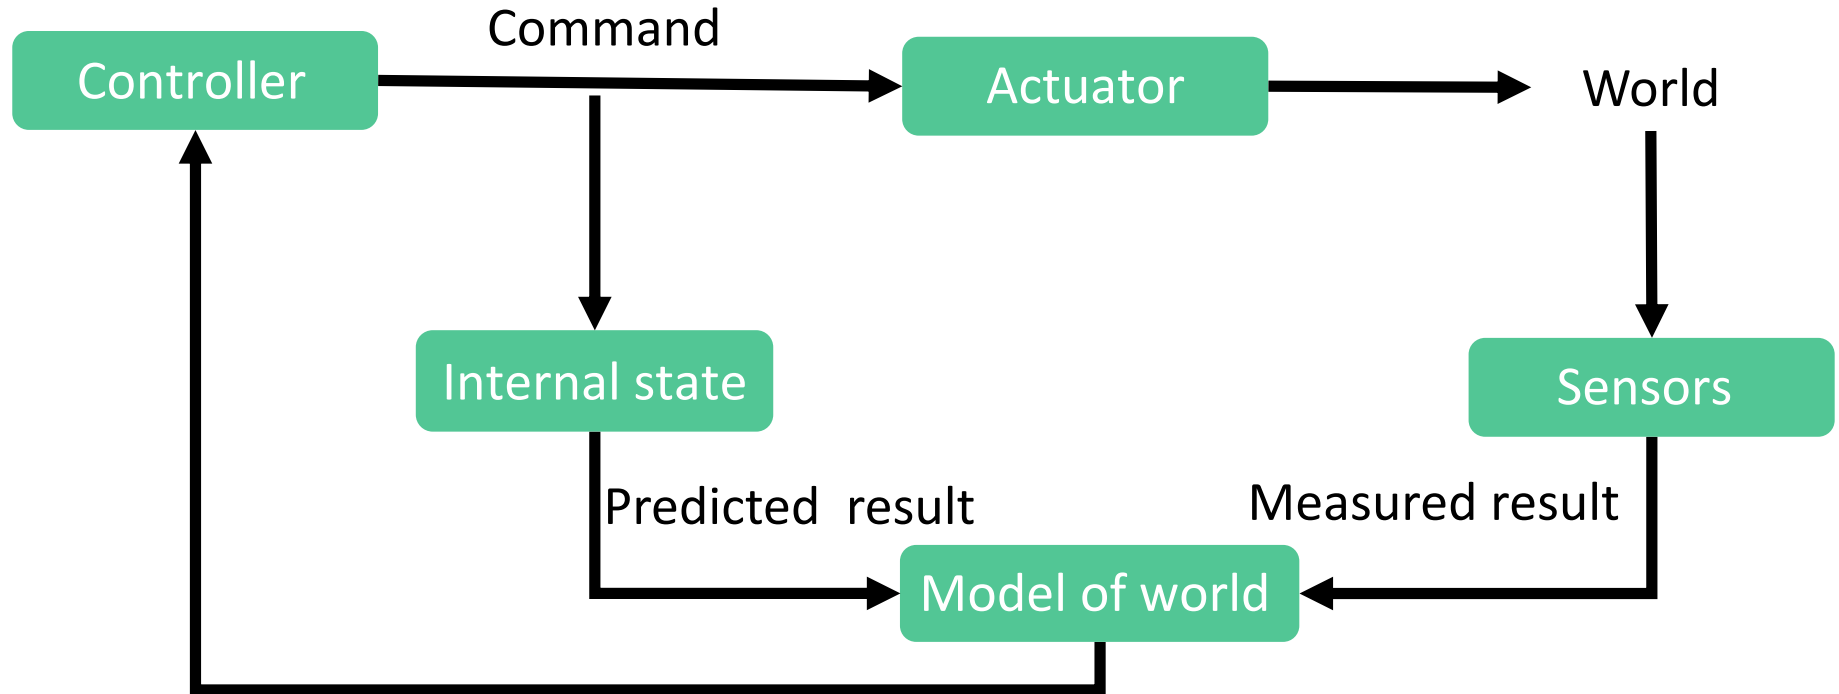 Command
Controller
Actuator
World
Internal state
Sensors
Predicted  result
Measured result
Model of world